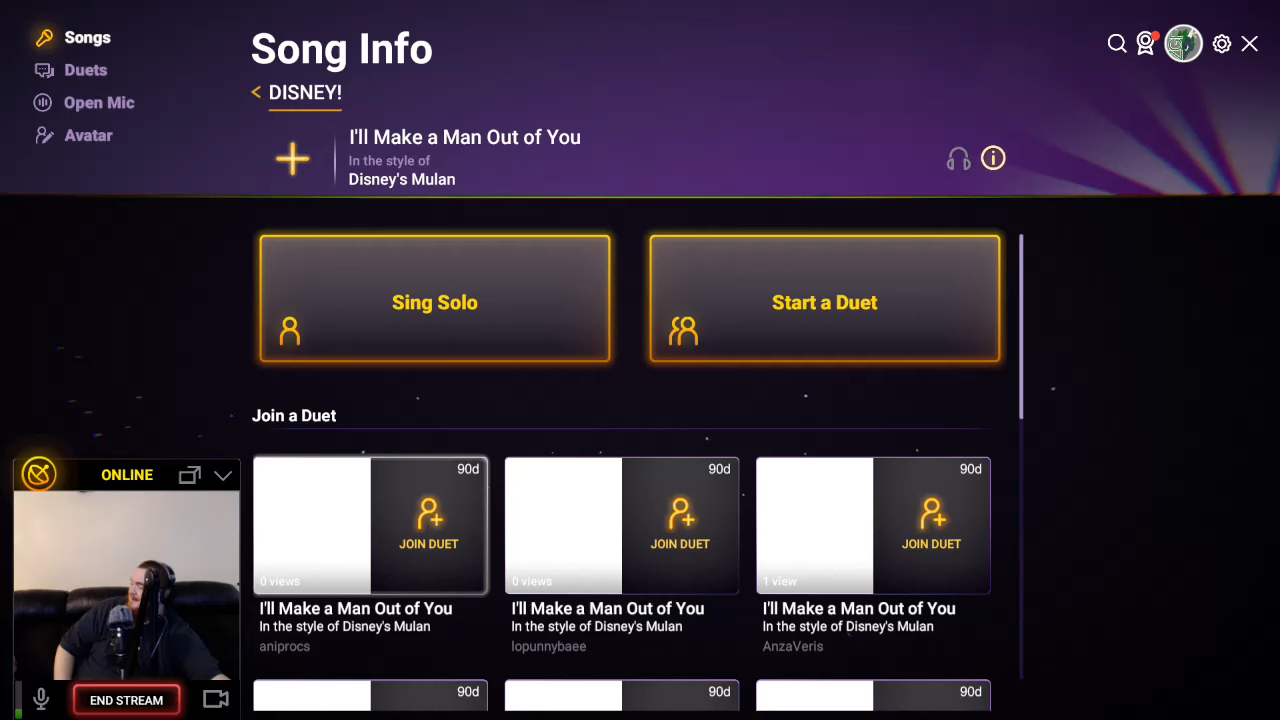 Songs
Duets
Open Mic
Avatar
Song Info
< DISNEY!
I'll Make a Man Out of You
In the style of
Disney's Mulan
Sing Solo
Start a Duet
Join a Duet
90d
JOIN DUET
0 views
I'll Make a Man Out of You
In the style of Disney's Mulan
aniprocs
90d
JOIN DUET
0 views
I'll Make a Man Out of You
In the style of Disney's Mulan
lopunnybaee
90d
JOIN DUET
1 view
I'll Make a Man Out of You
In the style of Disney's Mulan
AnzaVeris
90d
90d
90d
ONLINE
END STREAM